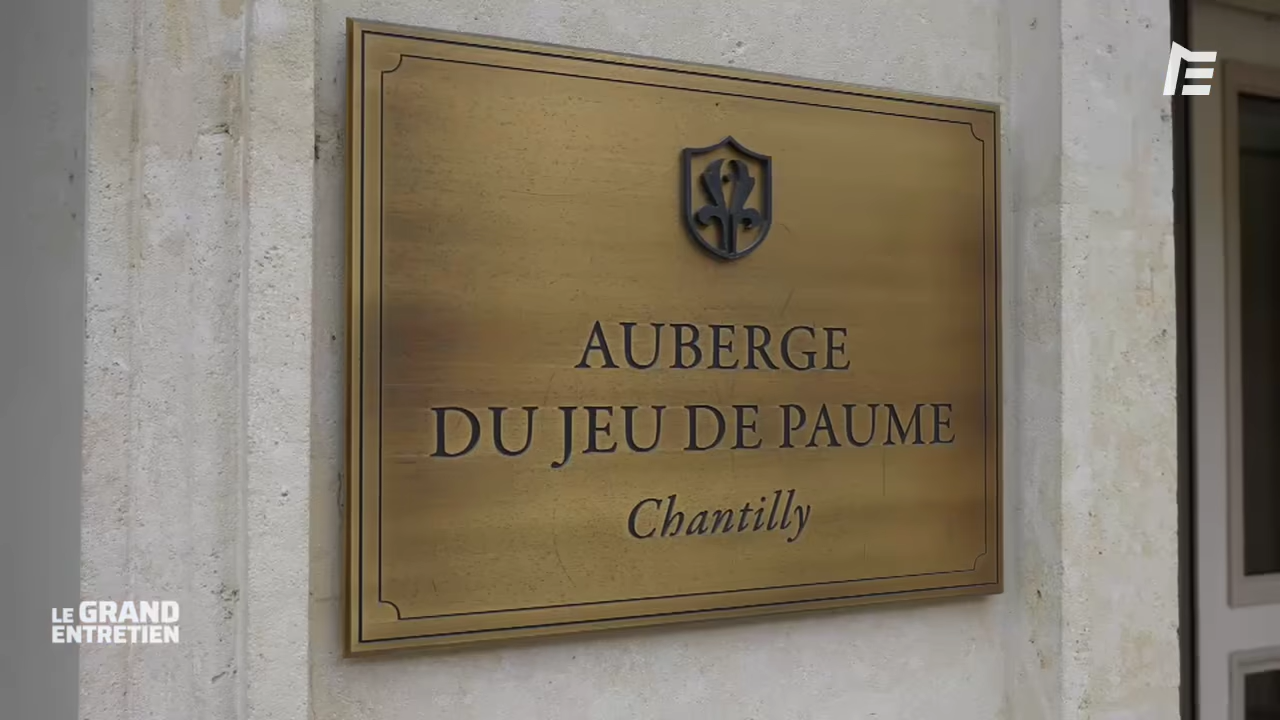 AUBERGE
DU JEU DE PAUME
Chantilly
LE GRAND
ENTRETIEN